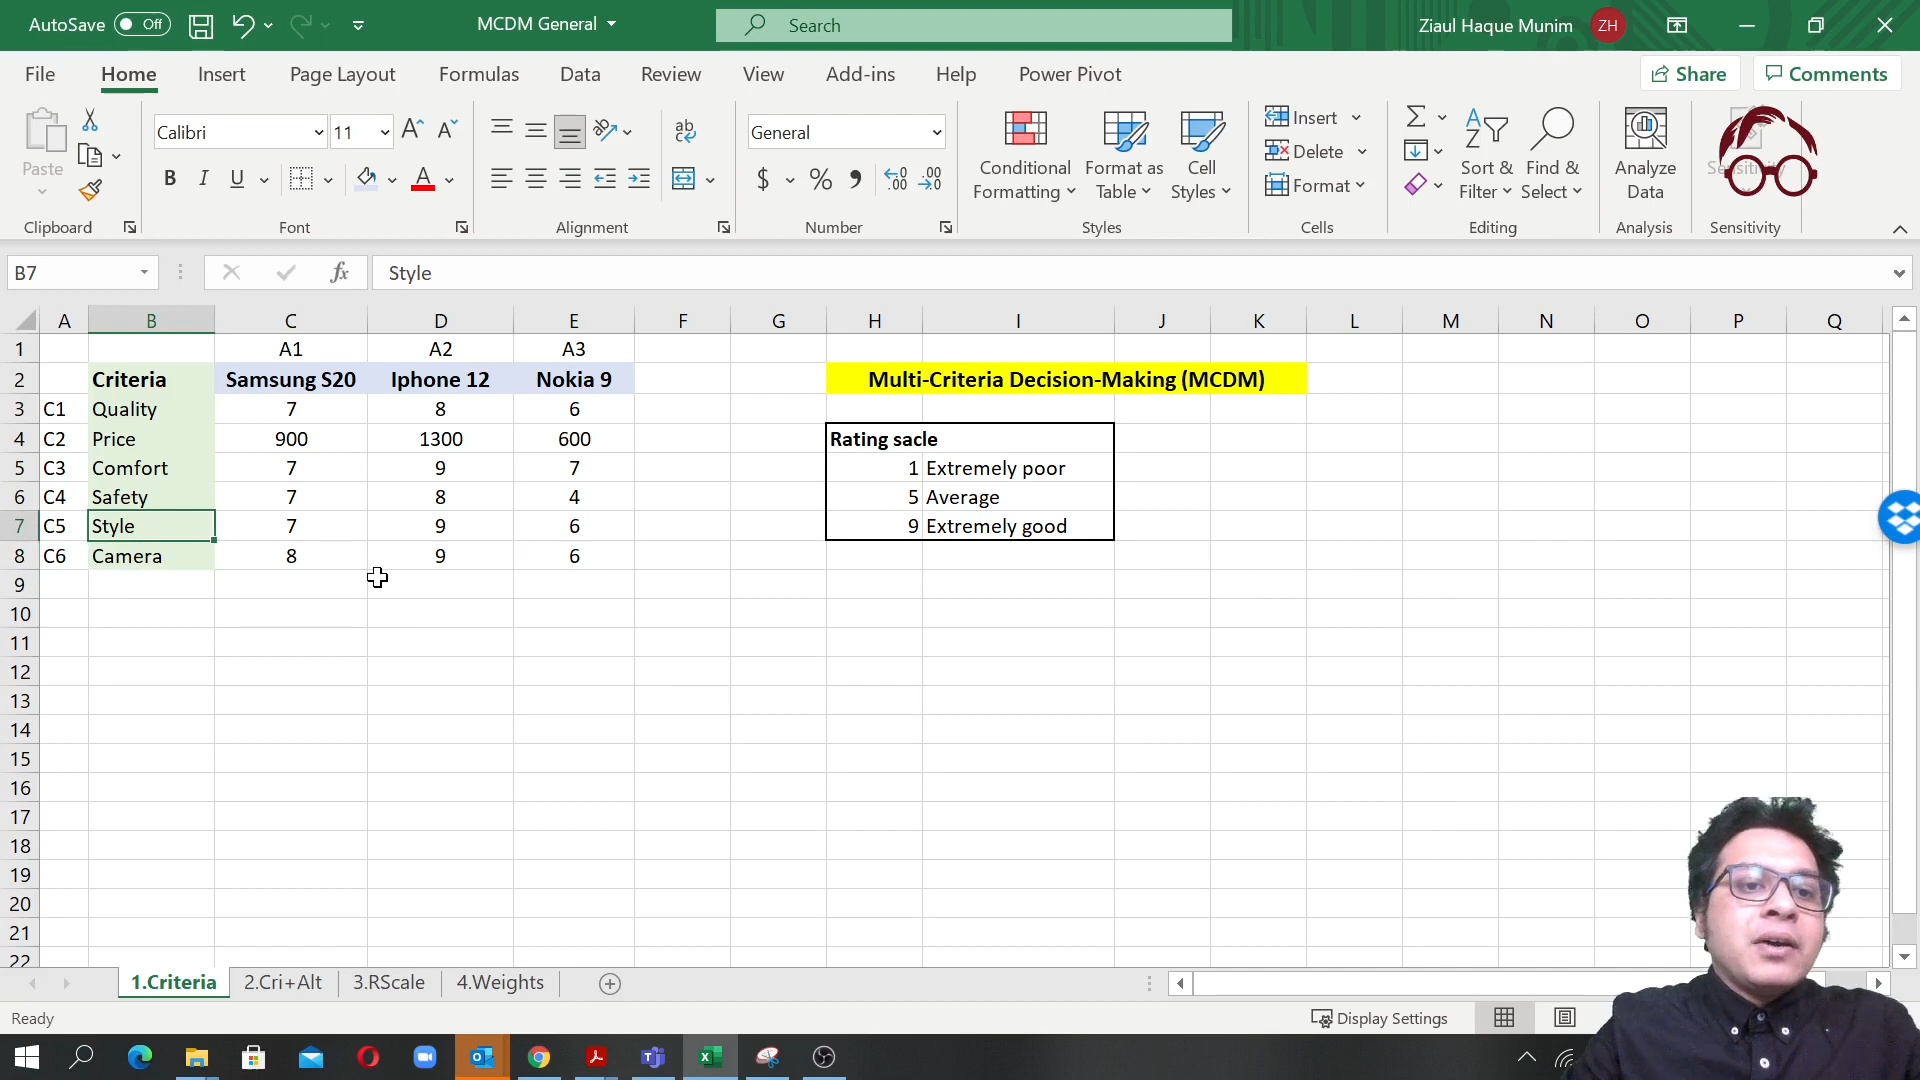 AutoSave Off
MCDM General
Search
Ziaul Haque Munim ZH
File Home Insert Page Layout Formulas Data Review View Add-ins Help Power Pivot
Share Comments
Paste
Calibri 11
B I U
ab
General
$ % 9
Conditional Formatting
Format as Table
Cell Styles
Insert
Delete
Format
Sort & Filter
Find & Select
Analyze Data
Sensitivity
Clipboard Font Alignment Number Styles Cells Editing Analysis Sensitivity
B7 fx Style
A B C D E F G H I J K L M N O P Q
1 A1 A2 A3
2 Criteria Samsung S20 Iphone 12 Nokia 9 Multi-Criteria Decision-Making (MCDM)
3 C1 Quality 7 8 6
4 C2 Price 900 1300 600 Rating sacle
5 C3 Comfort 7 9 7 1 Extremely poor
6 C4 Safety 7 8 4 5 Average
7 C5 Style 7 9 6 9 Extremely good
8 C6 Camera 8 9 6
9
10
11
12
13
14
15
16
17
18
19
20
21
22
1.Criteria 2.Cri+Alt 3.RScale 4.Weights
Ready
Display Settings